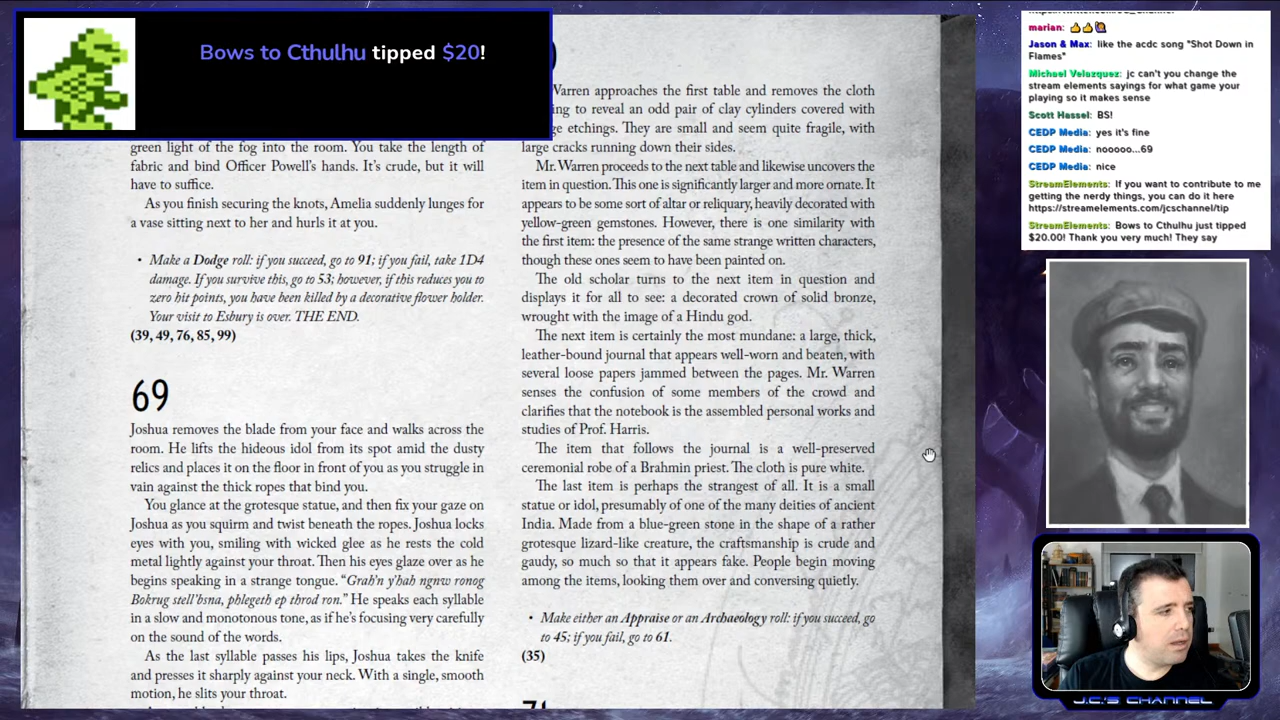 Bows to Cthulhu tipped $20!
green light of the fog into the room. You take the length of
fabric and bind Officer Powell's hands. It's crude, but it will
have to suffice.
As you finish securing the knots, Amelia suddenly lunges for
a vase sitting next to her and hurls it at you.
• Make a Dodge roll: if you succeed, go to 91; if you fail, take 1D4
damage. If you survive this, go to 53; however, if this reduces you to
zero hit points, you have been killed by a decorative flower holder.
Your visit to Esbury is over. THE END.
(39, 49, 76, 85, 99)
69
Joshua removes the blade from your face and walks across the
room. He lifts the hideous idol from its spot amid the dusty
relics and places it on the floor in front of you as you struggle in
vain against the thick ropes that bind you.
You glance at the grotesque statue, and then fix your gaze on
Joshua as you squirm and twist beneath the ropes. Joshua locks
eyes with you, smiling with wicked glee as he rests the cold
metal lightly against your throat. Then his eyes glaze over as he
begins speaking in a strange tongue. "Grah'n y'hah ngnw ronog
Bokrug stell'bsna, phlegeth ep throd ron." He speaks each syllable
in a slow and monotonous tone, as if he's focusing very carefully
on the sound of the words.
As the last syllable passes his lips, Joshua takes the knife
and presses it sharply against your neck. With a single, smooth
motion, he slits your throat.
Warren approaches the first table and removes the cloth
to reveal an odd pair of clay cylinders covered with
etchings. They are small and seem quite fragile, with
large cracks running down their sides.
Mr. Warren proceeds to the next table and likewise uncovers the
item in question. This one is significantly larger and more ornate. It
appears to be some sort of altar or reliquary, heavily decorated with
yellow-green gemstones. However, there is one similarity with
the first item: the presence of the same strange written characters,
though these ones seem to have been painted on.
The old scholar turns to the next item in question and
displays it for all to see: a decorated crown of solid bronze,
wrought with the image of a Hindu god.
The next item is certainly the most mundane: a large, thick,
leather-bound journal that appears well-worn and beaten, with
several loose papers jammed between the pages. Mr. Warren
senses the confusion of some members of the crowd and
clarifies that the notebook is the assembled personal works and
studies of Prof. Harris.
The item that follows the journal is a well-preserved
ceremonial robe of a Brahmin priest. The cloth is pure white.
The last item is perhaps the strangest of all. It is a small
statue or idol, presumably of one of the many deities of ancient
India. Made from a blue-green stone in the shape of a rather
grotesque lizard-like creature, the craftsmanship is crude and
gaudy, so much so that it appears fake. People begin moving
among the items, looking them over and conversing quietly.
• Make either an Appraise or an Archaeology roll: if you succeed, go
to 45; if you fail, go to 61.
(35)
marian: 👍👍🙋
Jason & Max: like the acdc song "Shot Down in
Flames"
Michael Velazquez: jc can't you change the
stream elements sayings for what game your
playing so it makes sense
Scott Hassel: BS!
CEDP Media: yes it's fine
CEDP Media: nooooo...69
CEDP Media: nice
StreamElements: If you want to contribute to me
getting the nerdy things, you can do it here
https://streamelements.com/jcschannel/tip
StreamElements: Bows to Cthulhu just tipped
$20.00! Thank you very much! They say
J.C.'S CHANNEL